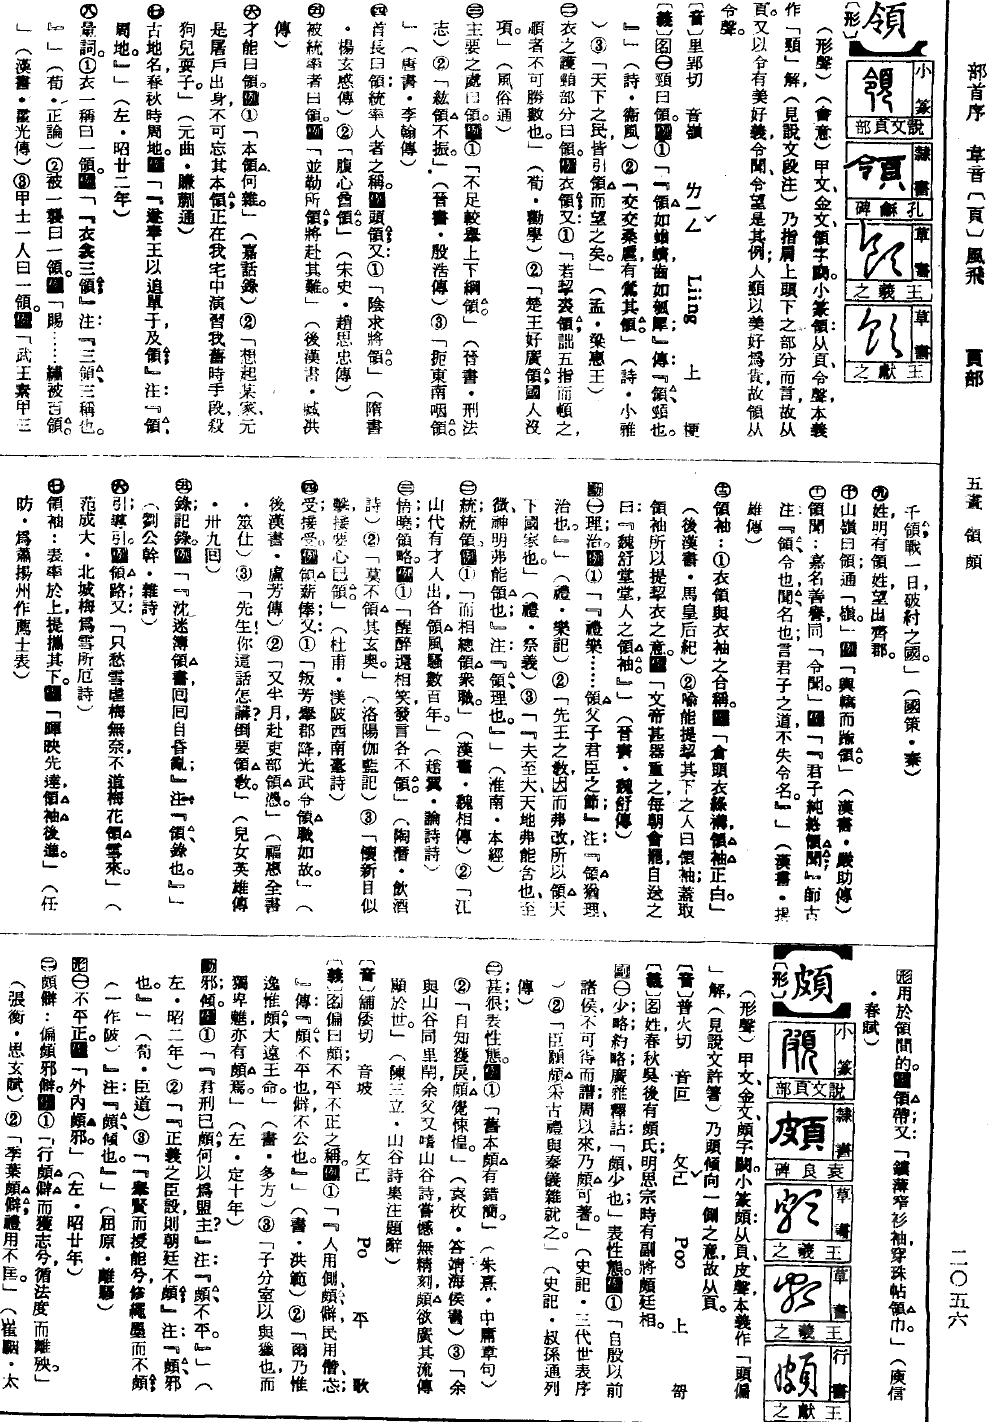 部首序 韋音〔頁〕風飛 頁部 五畫 領頗 二〇五六
領
小篆 說文頁部
隸書 孔龢碑
草書 王羲之
草書 王獻之
〔形〕
(形聲)(會意)甲文、金文領字闕。小篆領:从頁、令聲,本義
作「頸」解(見說文段注)乃指肩上頭下之部分而言,故从
頁。又以令有美好義,令聞、令望是其例;人頸以美好為貴,故領从
令聲。
〔音〕里郢切 音嶺 ㄌㄧㄥˇ Liing 上 梗
〔義〕名㊀頸曰領。例①「『領如蝤蠐,齒如瓠犀。』傳『領,頸也。
』」(詩・衞風)②「交交桑扈,有鶯其領。」(詩・小雅
)③「天下之民,皆引領而望之矣。」(孟・梁惠王)
㊁衣之護頸部分曰領。例衣領;又:①「若挈裘領,詘五指而頓之,
順者不可勝數也。」(荀・勸學)②「楚王好廣領,國人沒
項。」(風俗通)
㊂主要之處曰領。例①「不足較舉上下綱領。」(晉書・刑法
志)②「紘領不振。」(晉書・殷浩傳)③「扼東南咽領。
」(唐書・李翰傳)
㊃首長曰領;統率人者之稱。例頭領;又:①「陰求將領。」(隋書
・楊玄感傳)②「腹心酋領。」(宋史・趙思忠傳)
㊄被統率者曰領。例「並勒所領,將赴其難。」(後漢書・臧洪
傳)
㊅才能曰領。例①「本領何雜。」(嘉話錄)②「想起某家元
是屠戶出身,不可忘其本領,正在我宅中演習我舊時手段,殺
狗兒耍子。」(元曲・賺蒯通)
㊆古地名,春秋時周地。例「『遂奉王以追單子,及領。』注:『領,
周地。』」(左・昭廿二年)
㊇量詞:①衣一稱曰一領。例「『衣衾三領』注:『三領,三稱也。
』」(荀・正論)②被一襲曰一領。例「賜……繡被百領。
」(漢書・霍光傳)③甲士一人曰一領。例「武王素甲三
千領,戰一日,破紂之國。」(國策・秦)
㊈姓,明有領姓,望出齊郡。
㊉山嶺曰領;通「嶺」。例「輿轎而隃領。」(漢書・嚴助傳)
領聞:嘉名善譽,同「令聞」。例「『君子純終領聞』師古
注:『領,令也;聞,名也,言君子之道不失令名。』」(漢書・揚
雄傳)
領袖:①衣領與衣袖之合稱。例「倉頭衣綠褠,領袖正白。」
(後漢書・馬皇后紀)②喻能提挈其下之人曰領袖;蓋取
領袖所以提挈衣之意。例「文帝甚器重之,每朝會罷,自送之
曰:『魏舒堂堂,人之領袖。』」(晉書・魏舒傳)
動㊀理;治。例①「『禮樂……領父子君臣之節』注:『領猶理、
治也。』」(禮・樂記)②「先王之教,因而弗改,所以領天
下國家也。」(禮・祭義)③「『夫至大,天地弗能含也;至
微,神明弗能領也』注:『領,理也。』」(淮南・本經)
㊁統;統領。例①「而相總領衆職。」(漢書・魏相傳)②「江
山代有才人出,各領風騷數百年。」(趙翼・論詩詩)
㊂悟曉;領略。例①「醒醉還相笑,發言各不領。」(陶潛・飲酒
詩)②「莫不領其玄奧。」(洛陽伽藍記)③「懷新目似
擊,接要心已領。」(杜甫・渼陂西南臺詩)
㊃受;接受。例領薪俸;又:①「叛芳舉郡降,光武令領職如故。」(
後漢書・盧芳傳)②「又半月,赴吏部領憑。」(福惠全書
・筮仕)③「先生!你這話怎講?倒要領教。」(兒女英雄傳
・卅九回)
㊄錄記;錄。例「『沈迷簿領書,回回自昏亂。』注『領,錄也。』」
(劉公幹・雜詩)
㊅引導;引。例領路;又:「只愁雪虐梅無奈,不道梅花領雪來。」(
范成大・北城梅為雪所厄詩)
㊆領袖:表率於上,提攜其下。例「暉映先達,領袖後進。」(任
昉・為蕭揚州作薦士表)
形用於領間的。例領帶;又:「鏤薄窄衫袖,穿珠帖領巾。」(庾信
・春賦)
頗
小篆 說文頁部
隸書 袁良碑
草書 王羲之
草書 王羲之
行書 王獻之
〔形〕
(形聲)甲文、金文頗字闕。小篆頗:从頁、皮聲,本義作「頭偏
」解(見說文許著)乃頭傾向一側之意,故从頁。
〔音〕普火切 音叵 ㄆㄛˇ Poo 上 哿
〔義〕名姓,春秋吳後有頗氏,明思宗時有副將頗廷相。
副㊀少;略;約略;廣雅釋詁:「頗,少也」表性態。例①「自殷以前
諸侯,不可得而譜,周以來乃頗可著。」(史記・三代世表序
)②「臣願頗采古禮與秦儀雜就之。」(史記・叔孫通列
傳)
㊁甚;很;表性態。例①「舊本頗有錯簡。」(朱熹・中庸章句)
②「自知獲戾,頗覺悚惶。」(袁枚・答靖海侯書)③「余
與山谷同里閈,余父又嗜山谷詩,嘗憾無精刻,頗欲廣其流傳,
顯於世。」(陳三立・山谷詩集注題辭)
〔音〕鋪倭切 音坡 ㄆㄛ Po 平 歌
〔義〕名偏曰頗;不平、不正之稱。例①「『人用側頗僻,民用僭忒
』傳:『頗,不平也;僻,不公也。』」(書・洪範)②「爾乃惟
逸惟頗,大遠王命。」(書・多方)③「子分室以與獵也,而
獨卑魋,亦有頗焉。」(左・定十年)
動邪;傾。例①「『君刑已頗,何以為盟主?』注:『頗,不平。』」(
左・昭二年)②「『正義之臣設,則朝廷不頗』注:『頗,邪
也。』」(荀・臣道)③「『舉賢而授能兮,修繩墨而不頗
(一作陂)』注:『頗,傾也。』」(屈原・離騷)
形㊀不平正。例「外內頗邪。」(左・昭廿年)
㊁頗僻:偏頗邪僻。例①「行頗僻而獲志兮,循法度而離殃。」
(張衡・思玄賦)②「季葉頗僻,禮用不匡。」(崔駰・太